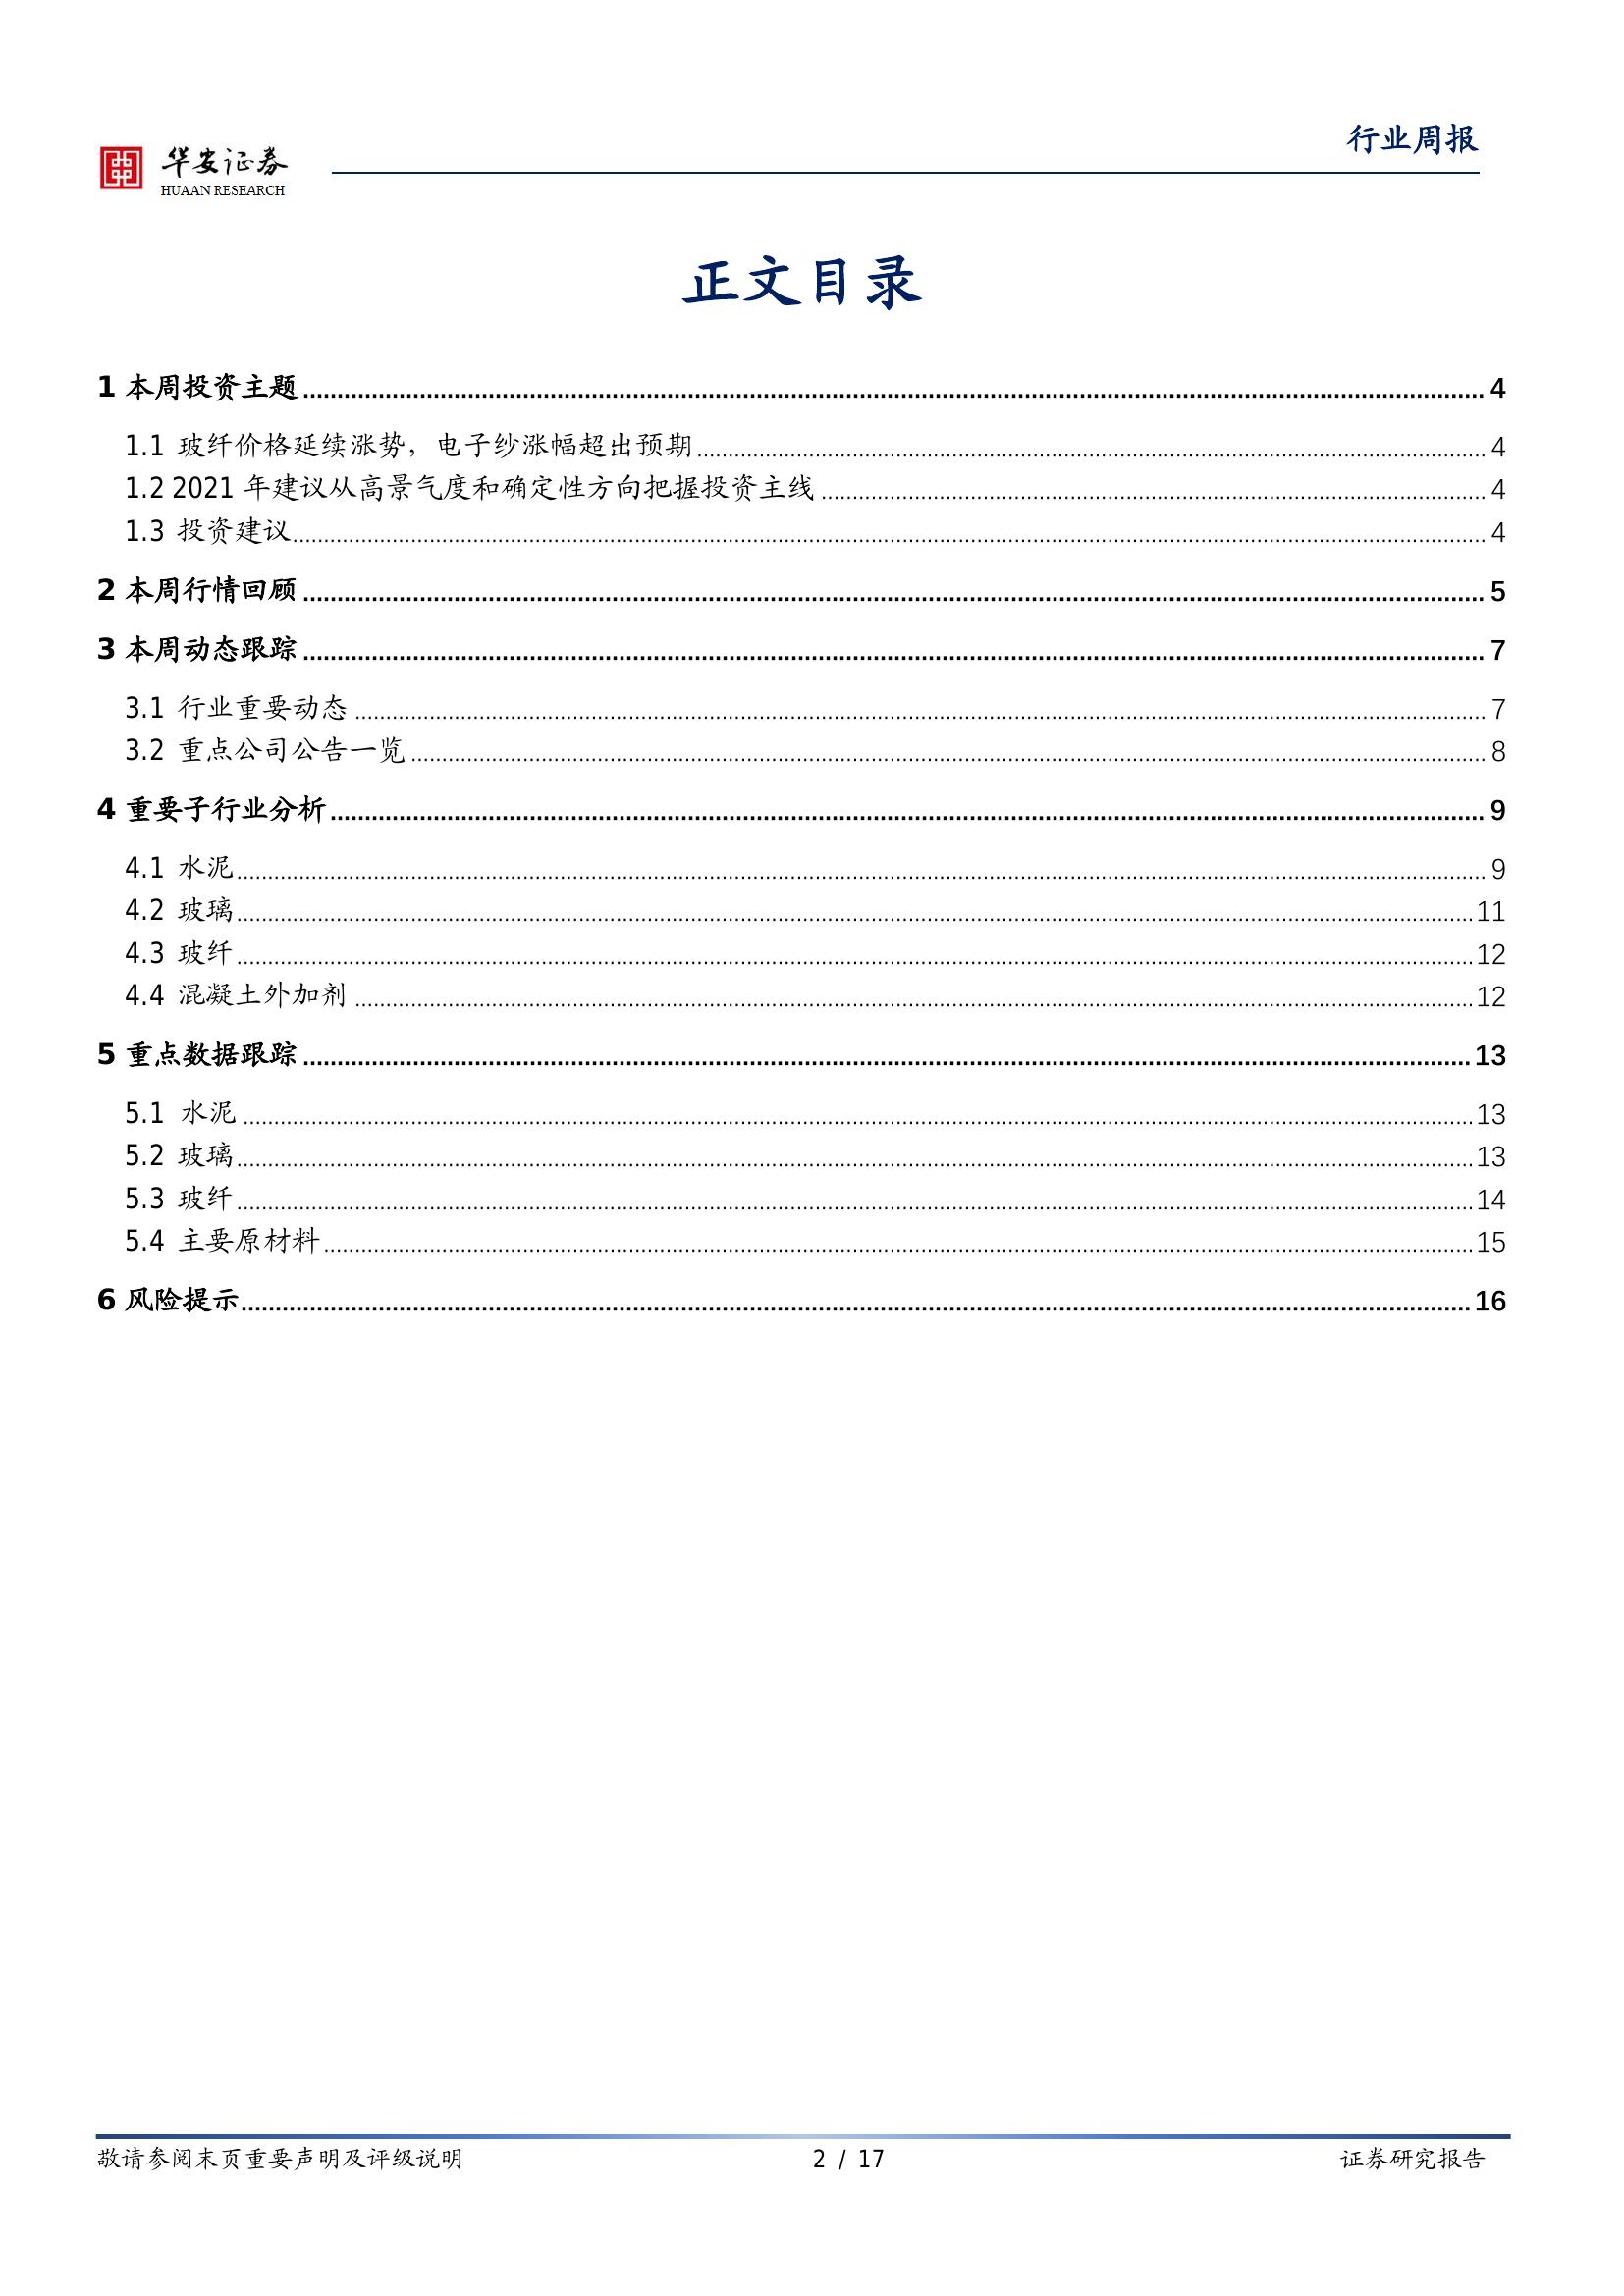 行业周报
华安证券
HUAAN RESEARCH
正文目录
1 本周投资主题 4
1.1 玻纤价格延续涨势，电子纱涨幅超出预期 4
1.2 2021 年建议从高景气度和确定性方向把握投资主线 4
1.3 投资建议 4
2 本周行情回顾 5
3 本周动态跟踪 7
3.1 行业重要动态 7
3.2 重点公司公告一览 8
4 重要子行业分析 9
4.1 水泥 9
4.2 玻璃 11
4.3 玻纤 12
4.4 混凝土外加剂 12
5 重点数据跟踪 13
5.1 水泥 13
5.2 玻璃 13
5.3 玻纤 14
5.4 主要原材料 15
6 风险提示 16
敬请参阅末页重要声明及评级说明 2 / 17 证券研究报告